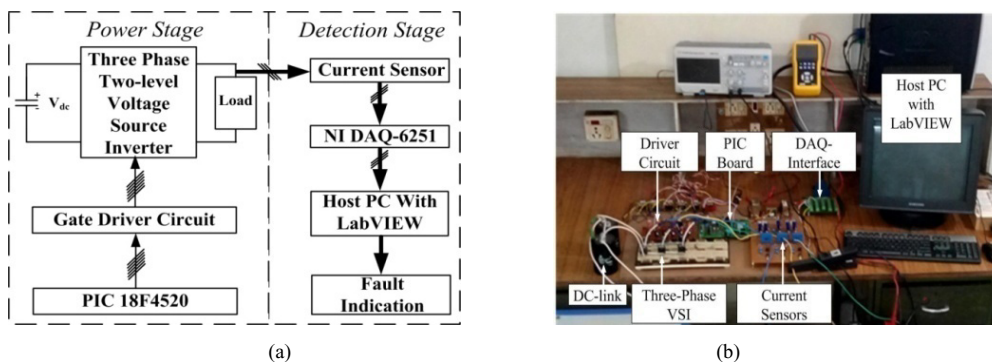 (a)
Power Stage
Three Phase
Two-level
Voltage
Source
Inverter
+
-
Vdc
Load
Gate Driver Circuit
PIC 18F4520
Detection Stage
Current Sensor
NI DAQ-6251
Host PC With
LabVIEW
Fault
Indication
(a)
(b)
Host PC
with
LabVIEW
Driver
Circuit
PIC
Board
DAQ-
Interface
DC-link
Three-Phase
VSI
Current
Sensors
(b)